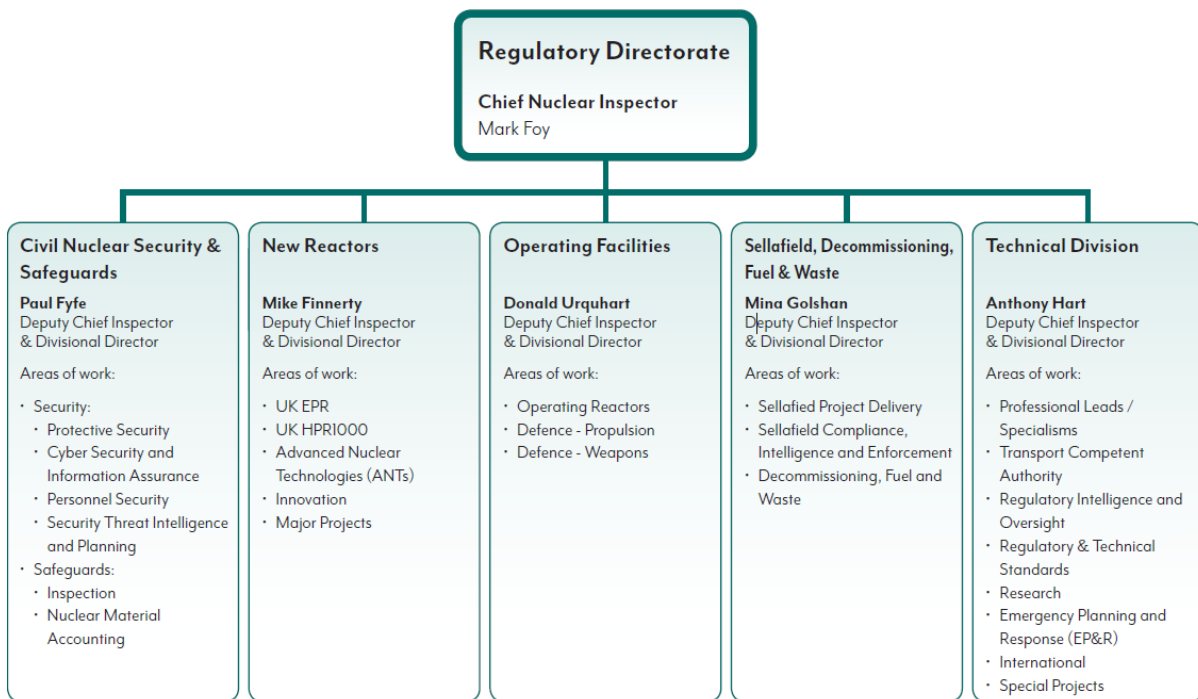 Regulatory Directorate
Chief Nuclear Inspector
Mark Foy
Civil Nuclear Security &
Safeguards
Paul Fyfe
Deputy Chief Inspector
& Divisional Director
Areas of work:
· Security:
· Protective Security
· Cyber Security and
Information Assurance
· Personnel Security
· Security Threat Intelligence
and Planning
· Safeguards:
· Inspection
· Nuclear Material
Accounting
New Reactors
Mike Finnerty
Deputy Chief Inspector
& Divisional Director
Areas of work:
· UK EPR
· UK HPR1000
· Advanced Nuclear
Technologies (ANTs)
· Innovation
· Major Projects
Operating Facilities
Donald Urquhart
Deputy Chief Inspector
& Divisional Director
Areas of work:
· Operating Reactors
· Defence - Propulsion
· Defence - Weapons
Sellafield, Decommissioning,
Fuel & Waste
Mina Golshan
Deputy Chief Inspector
& Divisional Director
Areas of work:
· Sellafied Project Delivery
· Sellafield Compliance,
Intelligence and Enforcement
· Decommissioning, Fuel and
Waste
Technical Division
Anthony Hart
Deputy Chief Inspector
& Divisional Director
Areas of work:
· Professional Leads /
Specialisms
· Transport Competent
Authority
· Regulatory Intelligence and
Oversight
· Regulatory & Technical
Standards
· Research
· Emergency Planning and
Response (EP&R)
· International
· Special Projects